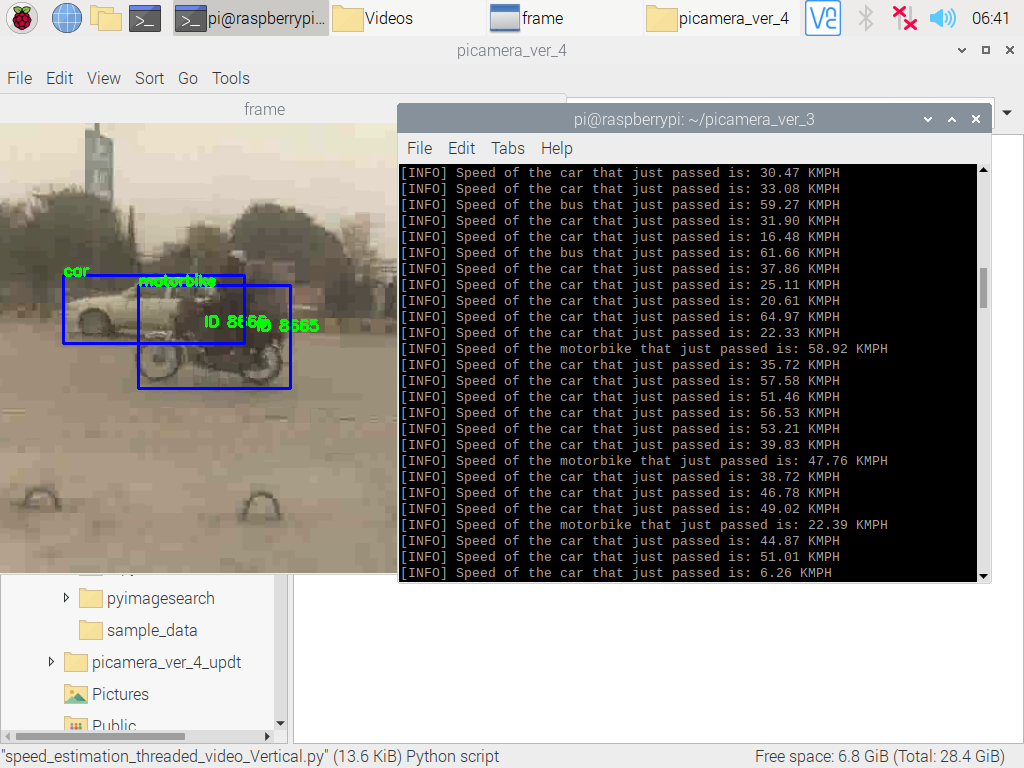 pi@raspberrypi... Videos frame picamera_ver_4 06:41
picamera_ver_4
File Edit View Sort Go Tools
frame
car
motorbike
ID 8665
pi@raspberrypi: ~/picamera_ver_3
File Edit Tabs Help
[INFO] Speed of the car that just passed is: 30.47 KMPH
[INFO] Speed of the car that just passed is: 33.08 KMPH
[INFO] Speed of the bus that just passed is: 59.27 KMPH
[INFO] Speed of the car that just passed is: 31.90 KMPH
[INFO] Speed of the car that just passed is: 16.48 KMPH
[INFO] Speed of the bus that just passed is: 61.66 KMPH
[INFO] Speed of the car that just passed is: 37.86 KMPH
[INFO] Speed of the car that just passed is: 25.11 KMPH
[INFO] Speed of the car that just passed is: 20.61 KMPH
[INFO] Speed of the car that just passed is: 64.97 KMPH
[INFO] Speed of the car that just passed is: 22.33 KMPH
[INFO] Speed of the motorbike that just passed is: 58.92 KMPH
[INFO] Speed of the car that just passed is: 35.72 KMPH
[INFO] Speed of the car that just passed is: 57.58 KMPH
[INFO] Speed of the car that just passed is: 51.46 KMPH
[INFO] Speed of the car that just passed is: 56.53 KMPH
[INFO] Speed of the car that just passed is: 53.21 KMPH
[INFO] Speed of the car that just passed is: 39.83 KMPH
[INFO] Speed of the motorbike that just passed is: 47.76 KMPH
[INFO] Speed of the car that just passed is: 38.72 KMPH
[INFO] Speed of the car that just passed is: 46.78 KMPH
[INFO] Speed of the car that just passed is: 49.02 KMPH
[INFO] Speed of the motorbike that just passed is: 22.39 KMPH
[INFO] Speed of the car that just passed is: 44.87 KMPH
[INFO] Speed of the car that just passed is: 51.01 KMPH
[INFO] Speed of the car that just passed is: 6.26 KMPH
pyimagesearch
sample_data
picamera_ver_4_updt
Pictures
Public
"speed_estimation_threaded_video_Vertical.py" (13.6 KiB) Python script Free space: 6.8 GiB (Total: 28.4 GiB)